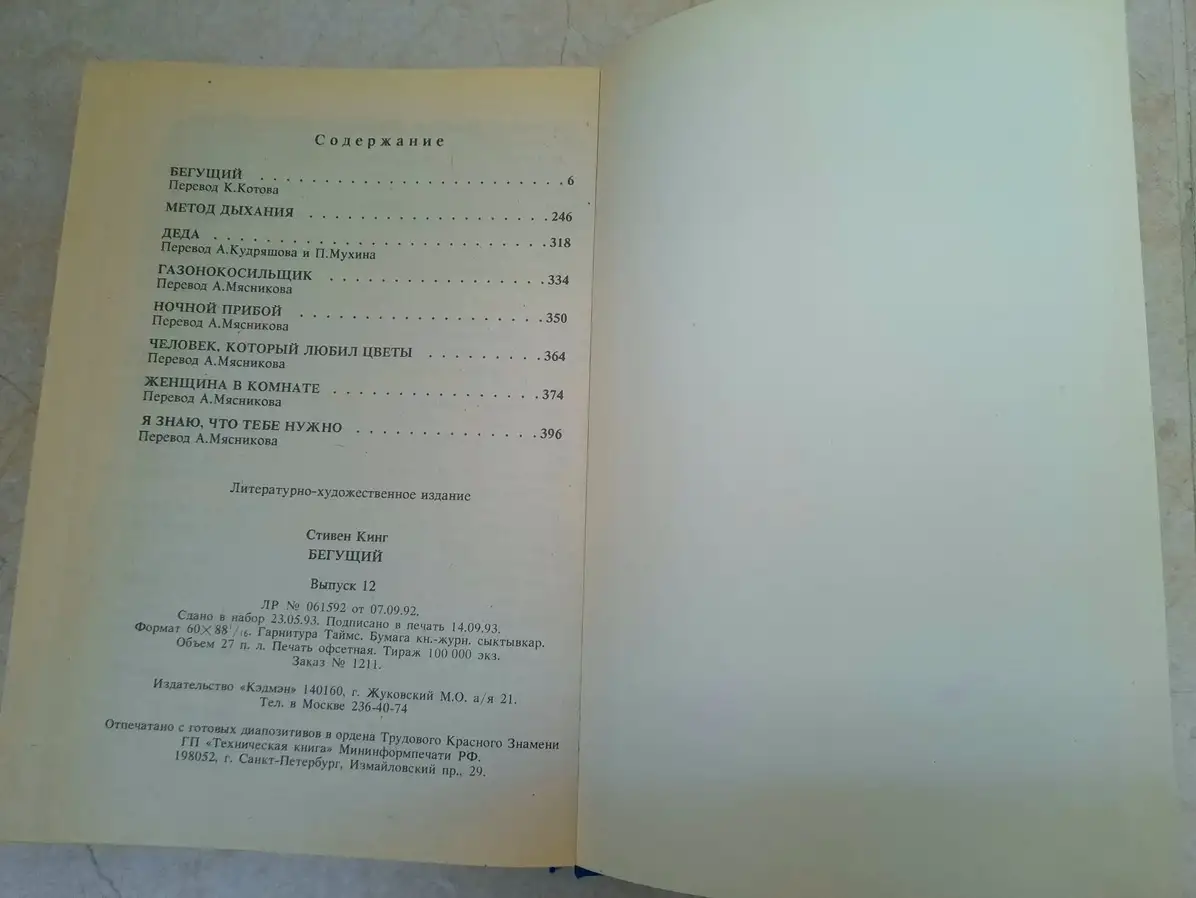 Содержание
БЕГУЩИЙ . . . . . . . . . . . . . . . . . . . . . . . . 6
Перевод К.Котова
МЕТОД ДЫХАНИЯ . . . . . . . . . . . . . . . . . . . 246
ДЕДА . . . . . . . . . . . . . . . . . . . . . . . . . . 318
Перевод А.Кудряшова и П.Мухина
ГАЗОНОКОСИЛЬЩИК . . . . . . . . . . . . . . . . . 334
Перевод А.Мясникова
НОЧНОЙ ПРИБОЙ . . . . . . . . . . . . . . . . . . . 350
Перевод А.Мясникова
ЧЕЛОВЕК, КОТОРЫЙ ЛЮБИЛ ЦВЕТЫ . . . . . . . . . 364
Перевод А.Мясникова
ЖЕНЩИНА В КОМНАТЕ . . . . . . . . . . . . . . . . 374
Перевод А.Мясникова
Я ЗНАЮ, ЧТО ТЕБЕ НУЖНО . . . . . . . . . . . . . . 396
Перевод А.Мясникова
Литературно-художественное издание
Стивен Кинг
БЕГУЩИЙ
Выпуск 12
ЛР № 061592 от 07.09.92.
Сдано в набор 23.05.93. Подписано в печать 14.09.93.
Формат 60×88 1/16. Гарнитура Таймс. Бумага кн.-журн. сыктывкар.
Объем 27 п. л. Печать офсетная. Тираж 100 000 экз.
Заказ № 1211.
Издательство «Кэдмэн» 140160, г. Жуковский М.О. а/я 21.
Тел. в Москве 236-40-74
Отпечатано с готовых диапозитивов в ордена Трудового Красного Знамени
ГП «Техническая книга» Мининформпечати РФ.
198052, г. Санкт-Петербург, Измайловский пр., 29.